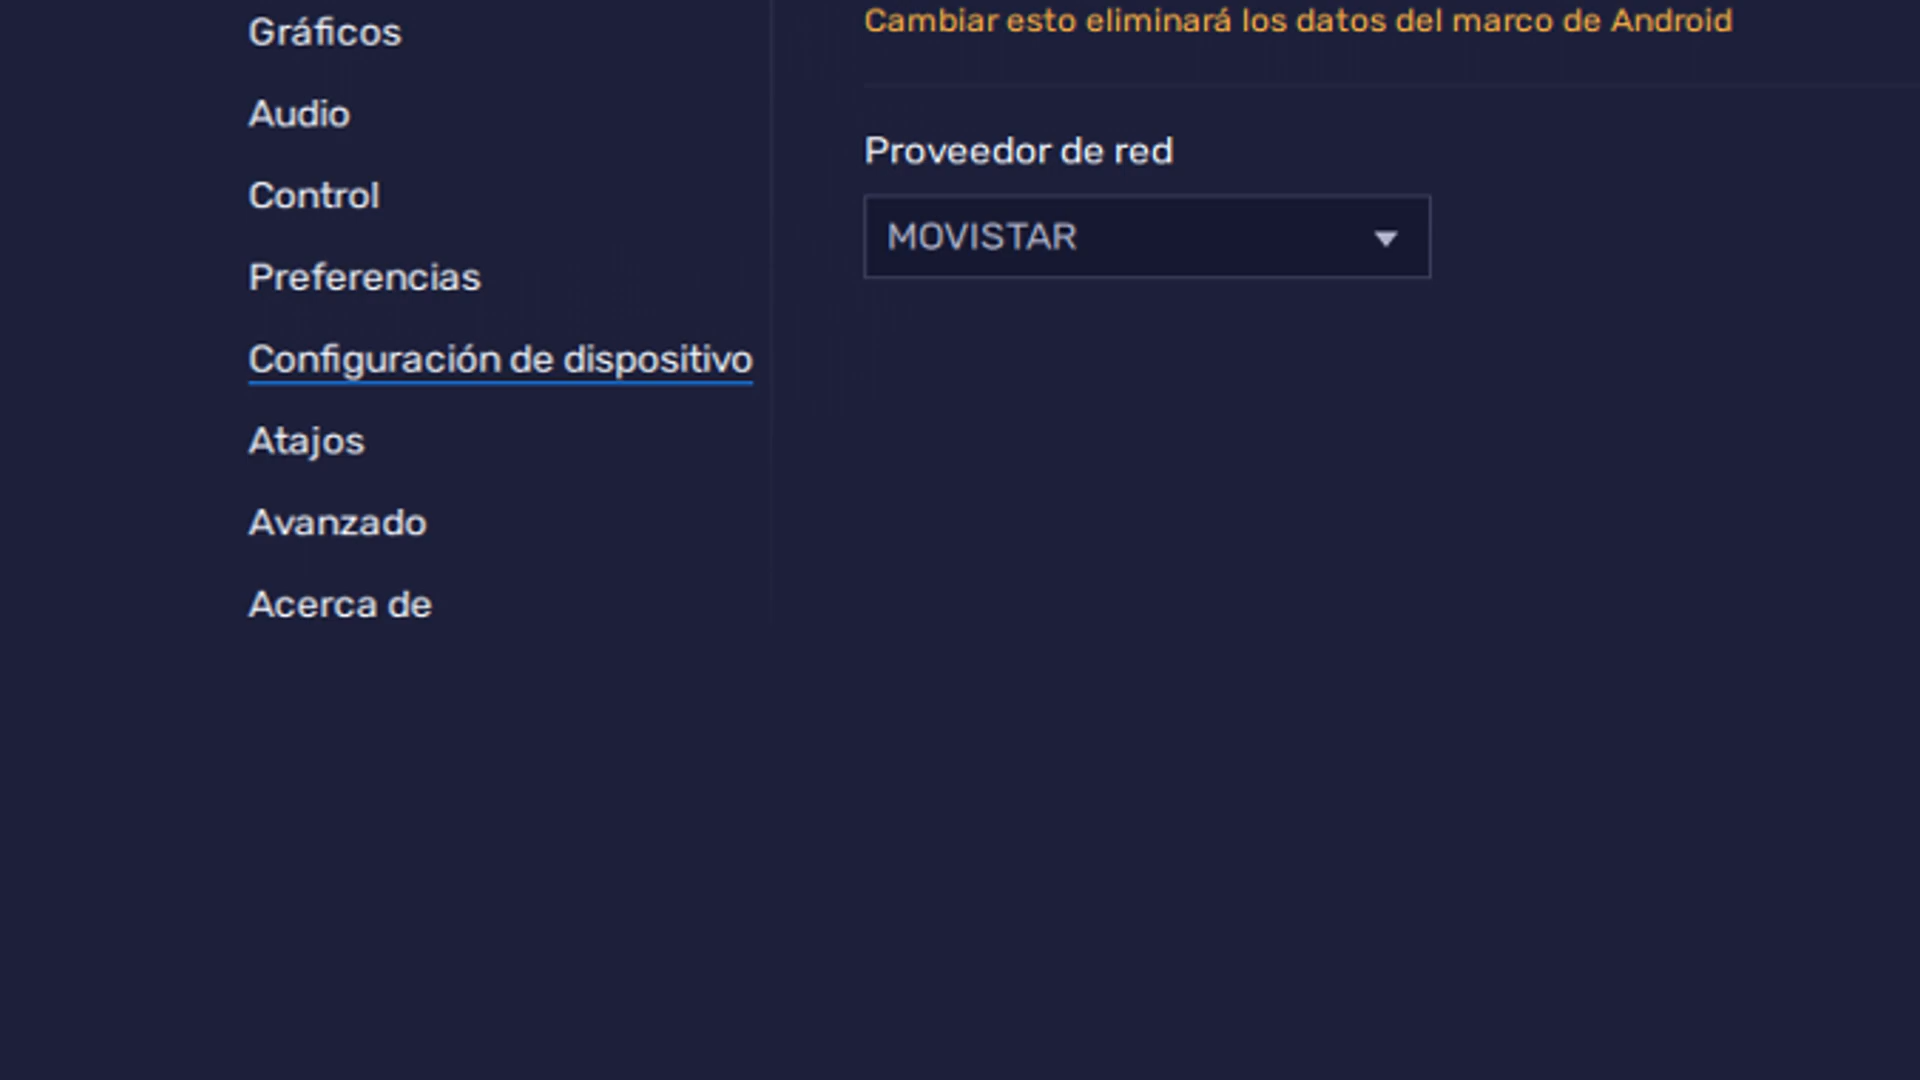 Gráficos
Audio
Control
Preferencias
Configuración de dispositivo
Atajos
Avanzado
Acerca de
Cambiar esto eliminará los datos del marco de Android
Proveedor de red
MOVISTAR